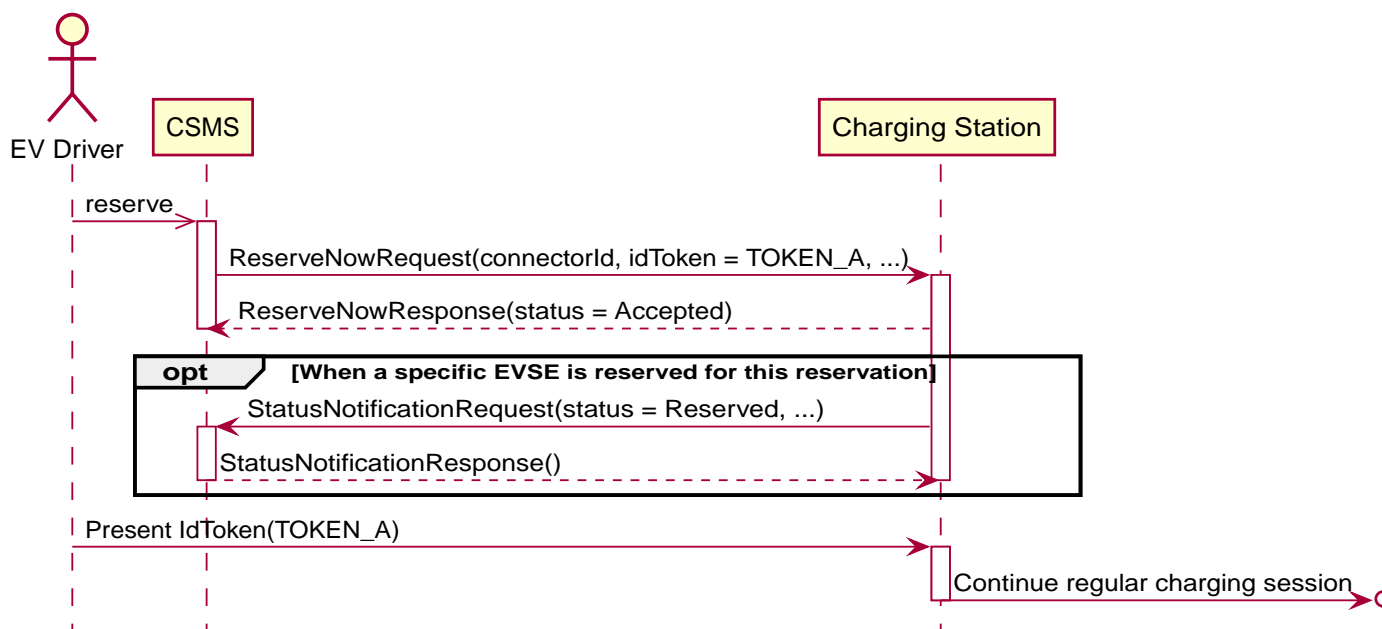 EV Driver
CSMS
Charging Station
reserve
ReserveNowRequest(connectorId, idToken = TOKEN_A, ...)
ReserveNowResponse(status = Accepted)
opt
[When a specific EVSE is reserved for this reservation]
StatusNotificationRequest(status = Reserved, ...)
StatusNotificationResponse()
Present IdToken(TOKEN_A)
Continue regular charging session